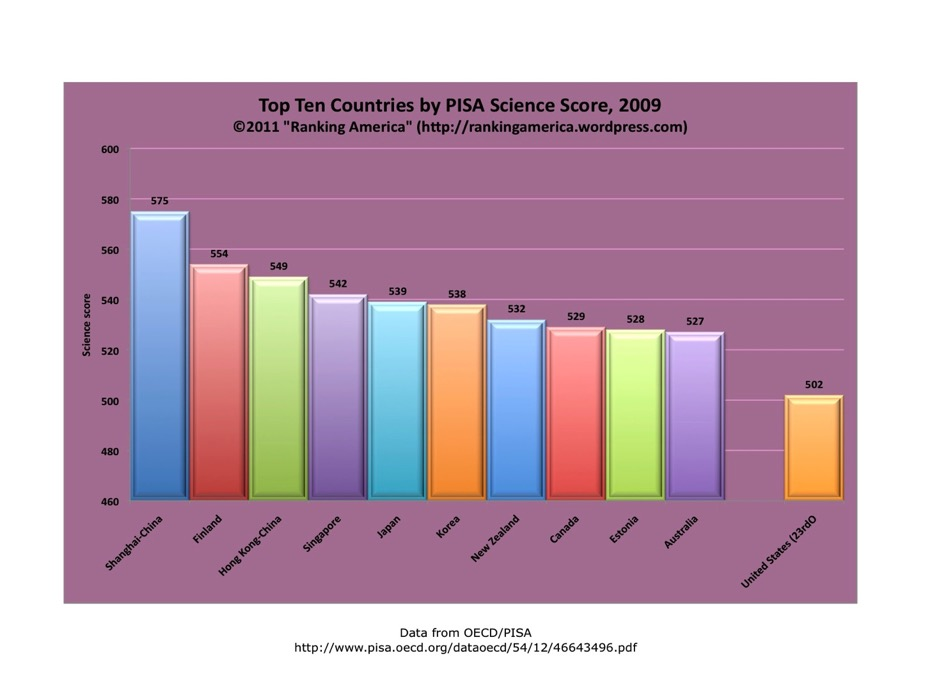 Top Ten Countries by PISA Science Score, 2009
©2011 "Ranking America" (http://rankingamerica.wordpress.com)
600
580
560
540
520
500
480
460
Science score
575
554
549
542
539
538
532
529
528
527
502
Shanghai-China
Finland
Hong Kong-China
Singapore
Japan
Korea
New Zealand
Canada
Estonia
Australia
United States (23rdO
Data from OECD/PISA
http://www.pisa.oecd.org/dataoecd/54/12/46643496.pdf